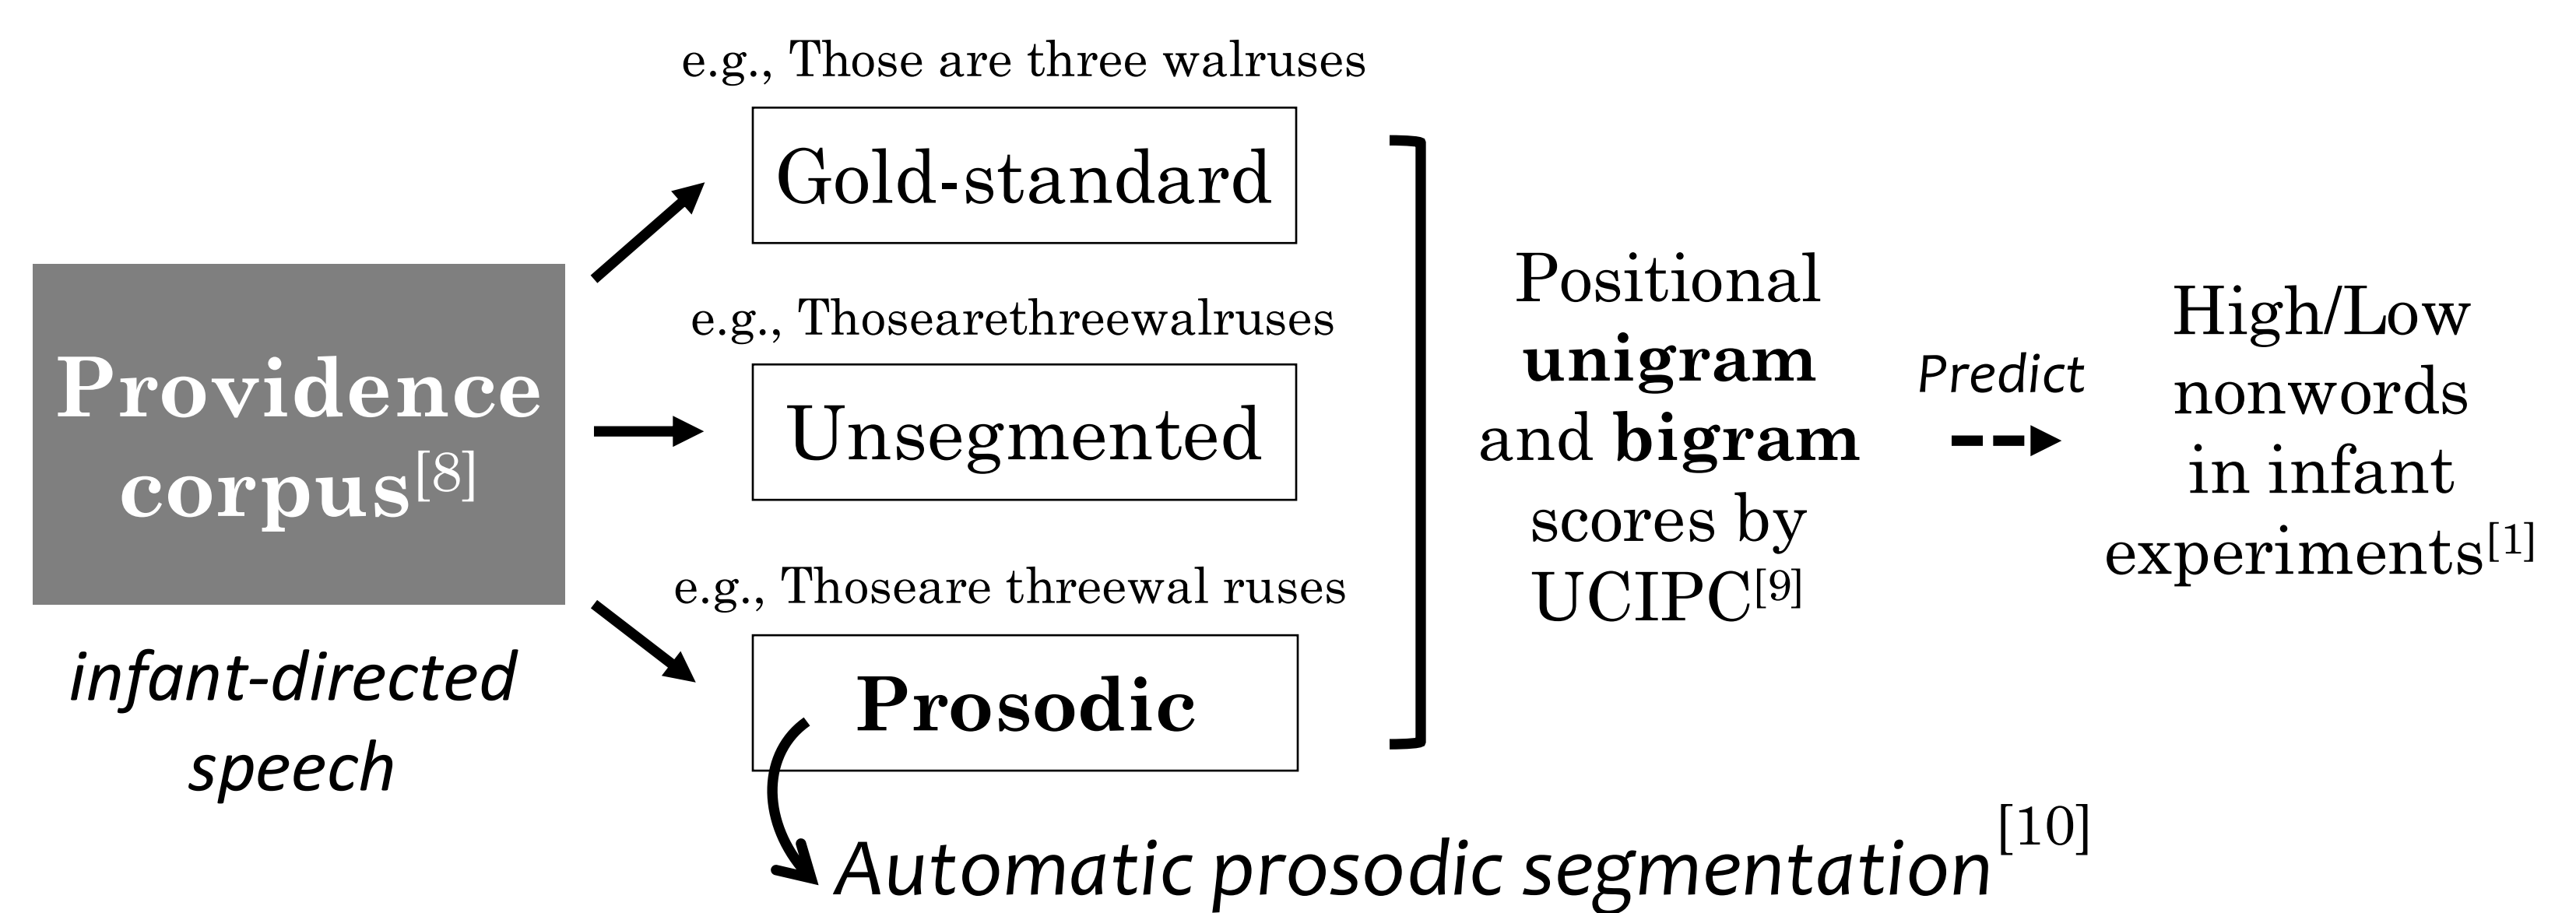 Providence
corpus[8]
infant-directed
speech
e.g., Those are three walruses
Gold-standard
e.g., Thosearethreewalruses
Unsegmented
e.g., Thoseare threewal ruses
Prosodic
Automatic prosodic segmentation[10]
Positional
unigram
and bigram
scores by
UCIPC[9]
Predict
High/Low
nonwords
in infant
experiments[1]